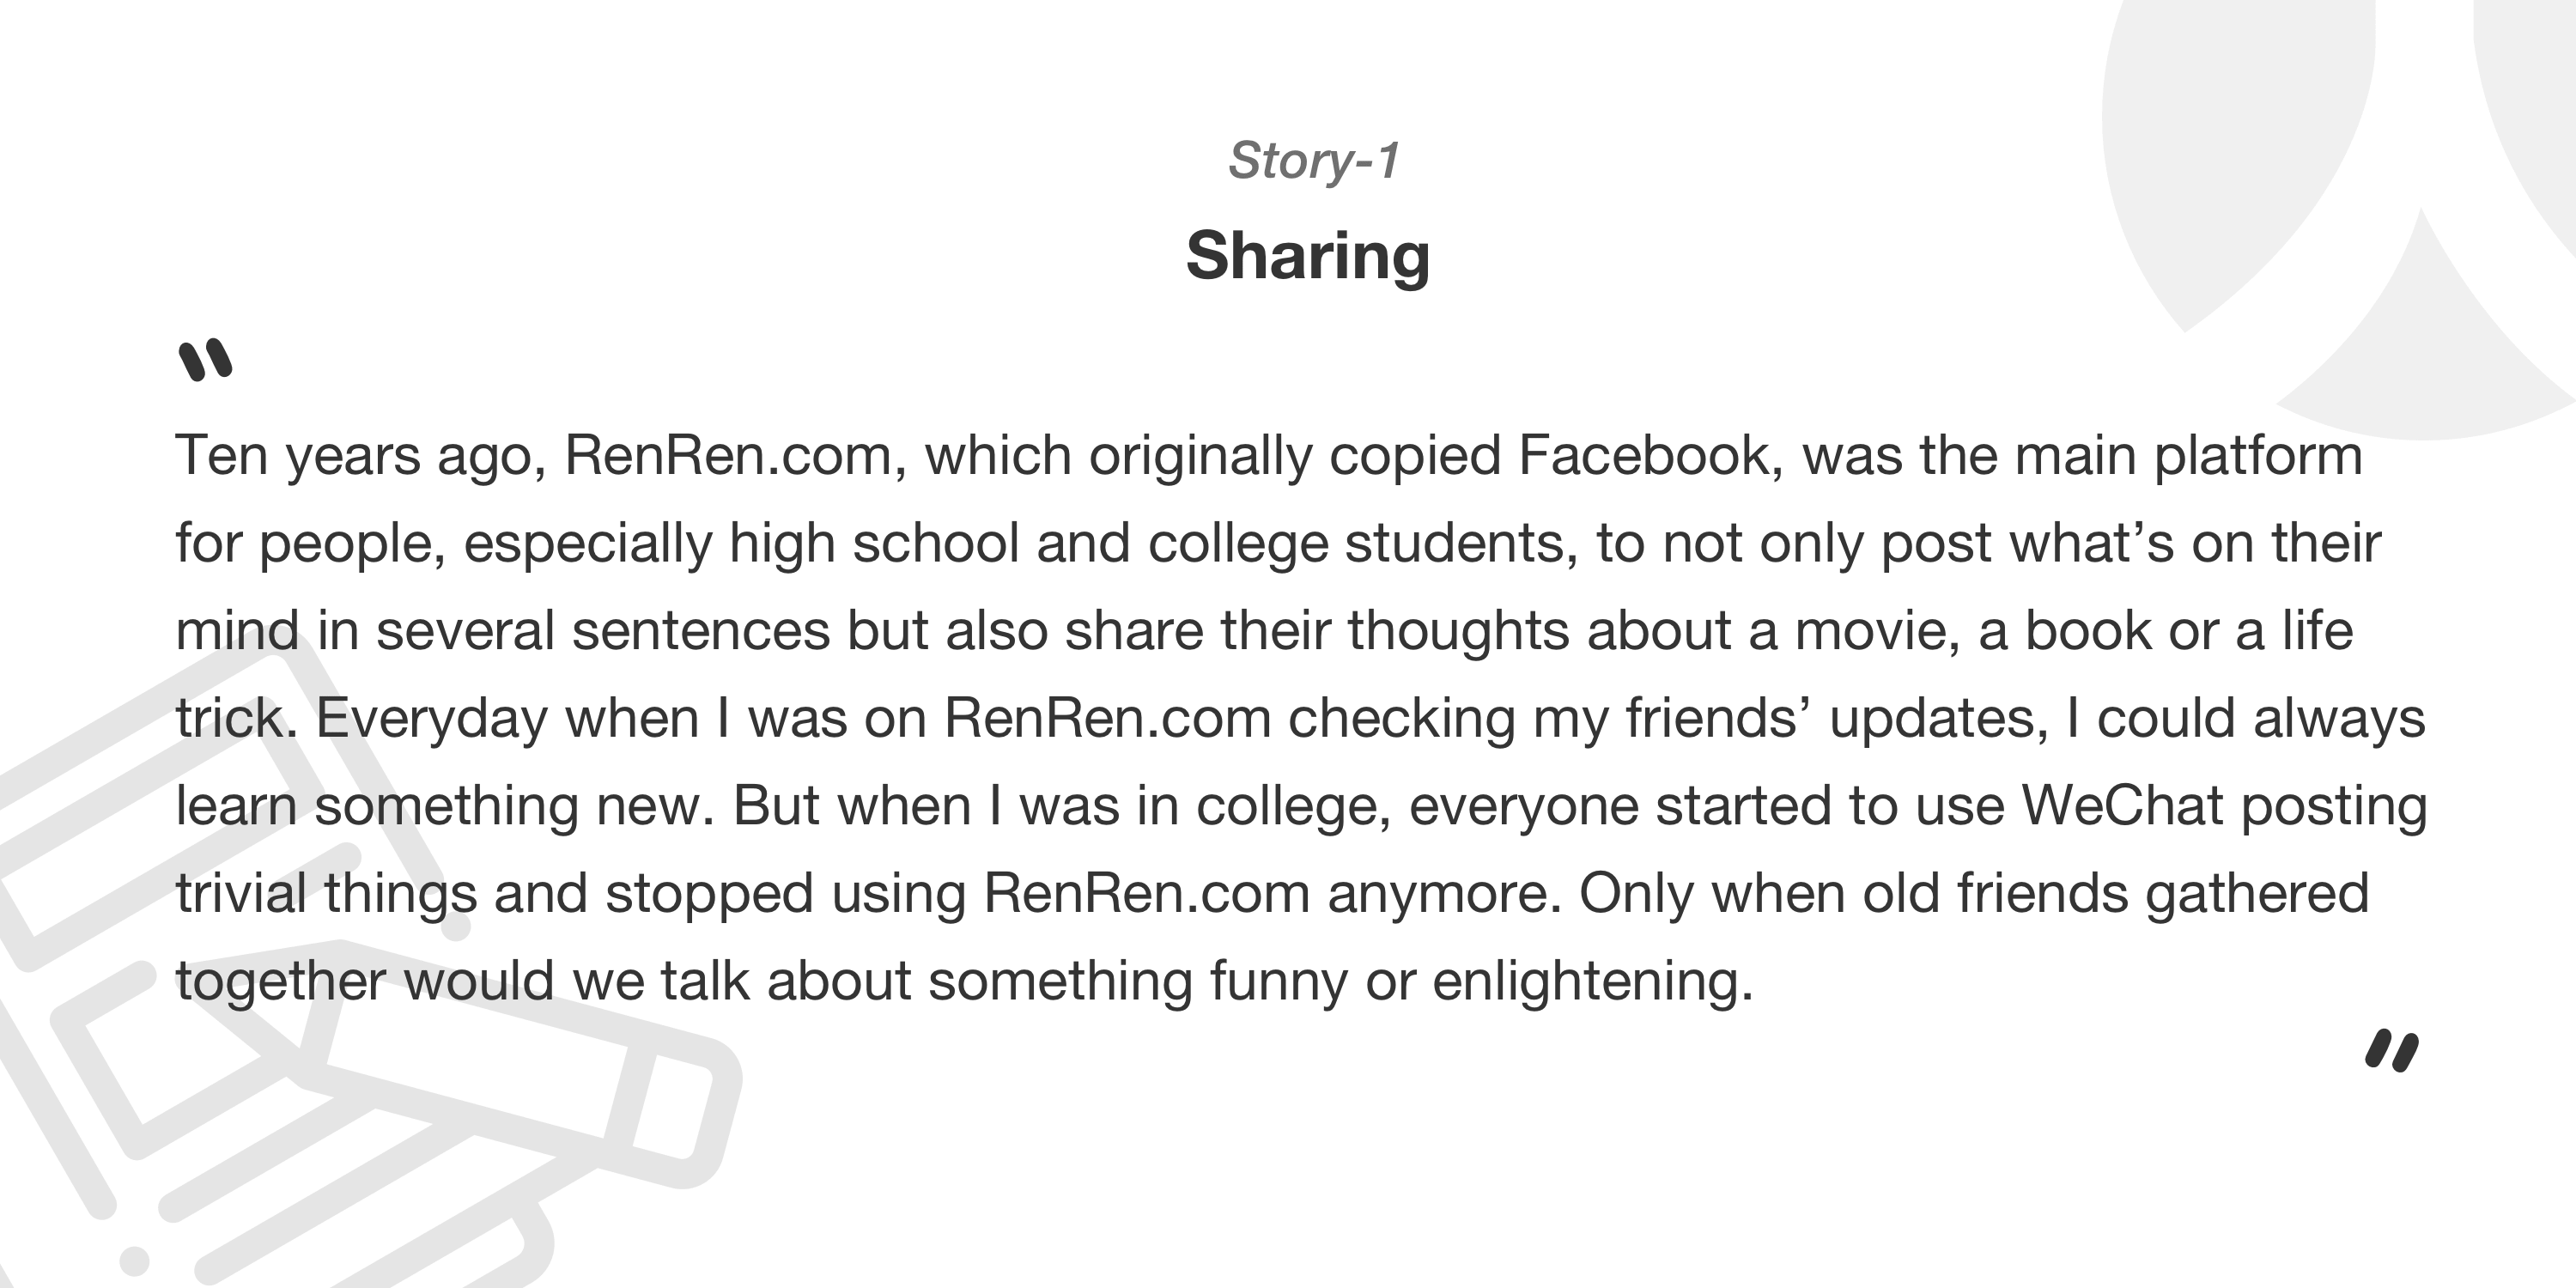 Story-1
Sharing
"
Ten years ago, RenRen.com, which originally copied Facebook, was the main platform
for people, especially high school and college students, to not only post what’s on their
mind in several sentences but also share their thoughts about a movie, a book or a life
trick. Everyday when I was on RenRen.com checking my friends’ updates, I could always
learn something new. But when I was in college, everyone started to use WeChat posting
trivial things and stopped using RenRen.com anymore. Only when old friends gathered
together would we talk about something funny or enlightening.
"